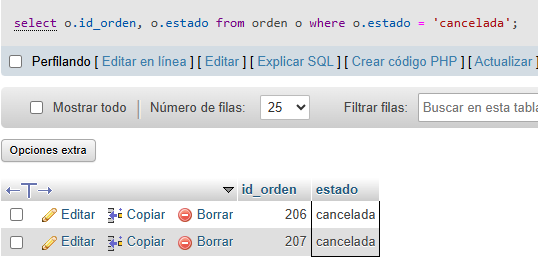 select o.id_orden, o.estado from orden o where o.estado = 'cancelada';
Perfilando [ Editar en línea ] [ Editar ] [ Explicar SQL ] [ Crear código PHP ] [ Actualizar ]
Mostrar todo Número de filas: 25 Filtrar filas: Buscar en esta tabla
Opciones extra
←T→ id_orden estado
Editar Copiar Borrar 206 cancelada
Editar Copiar Borrar 207 cancelada